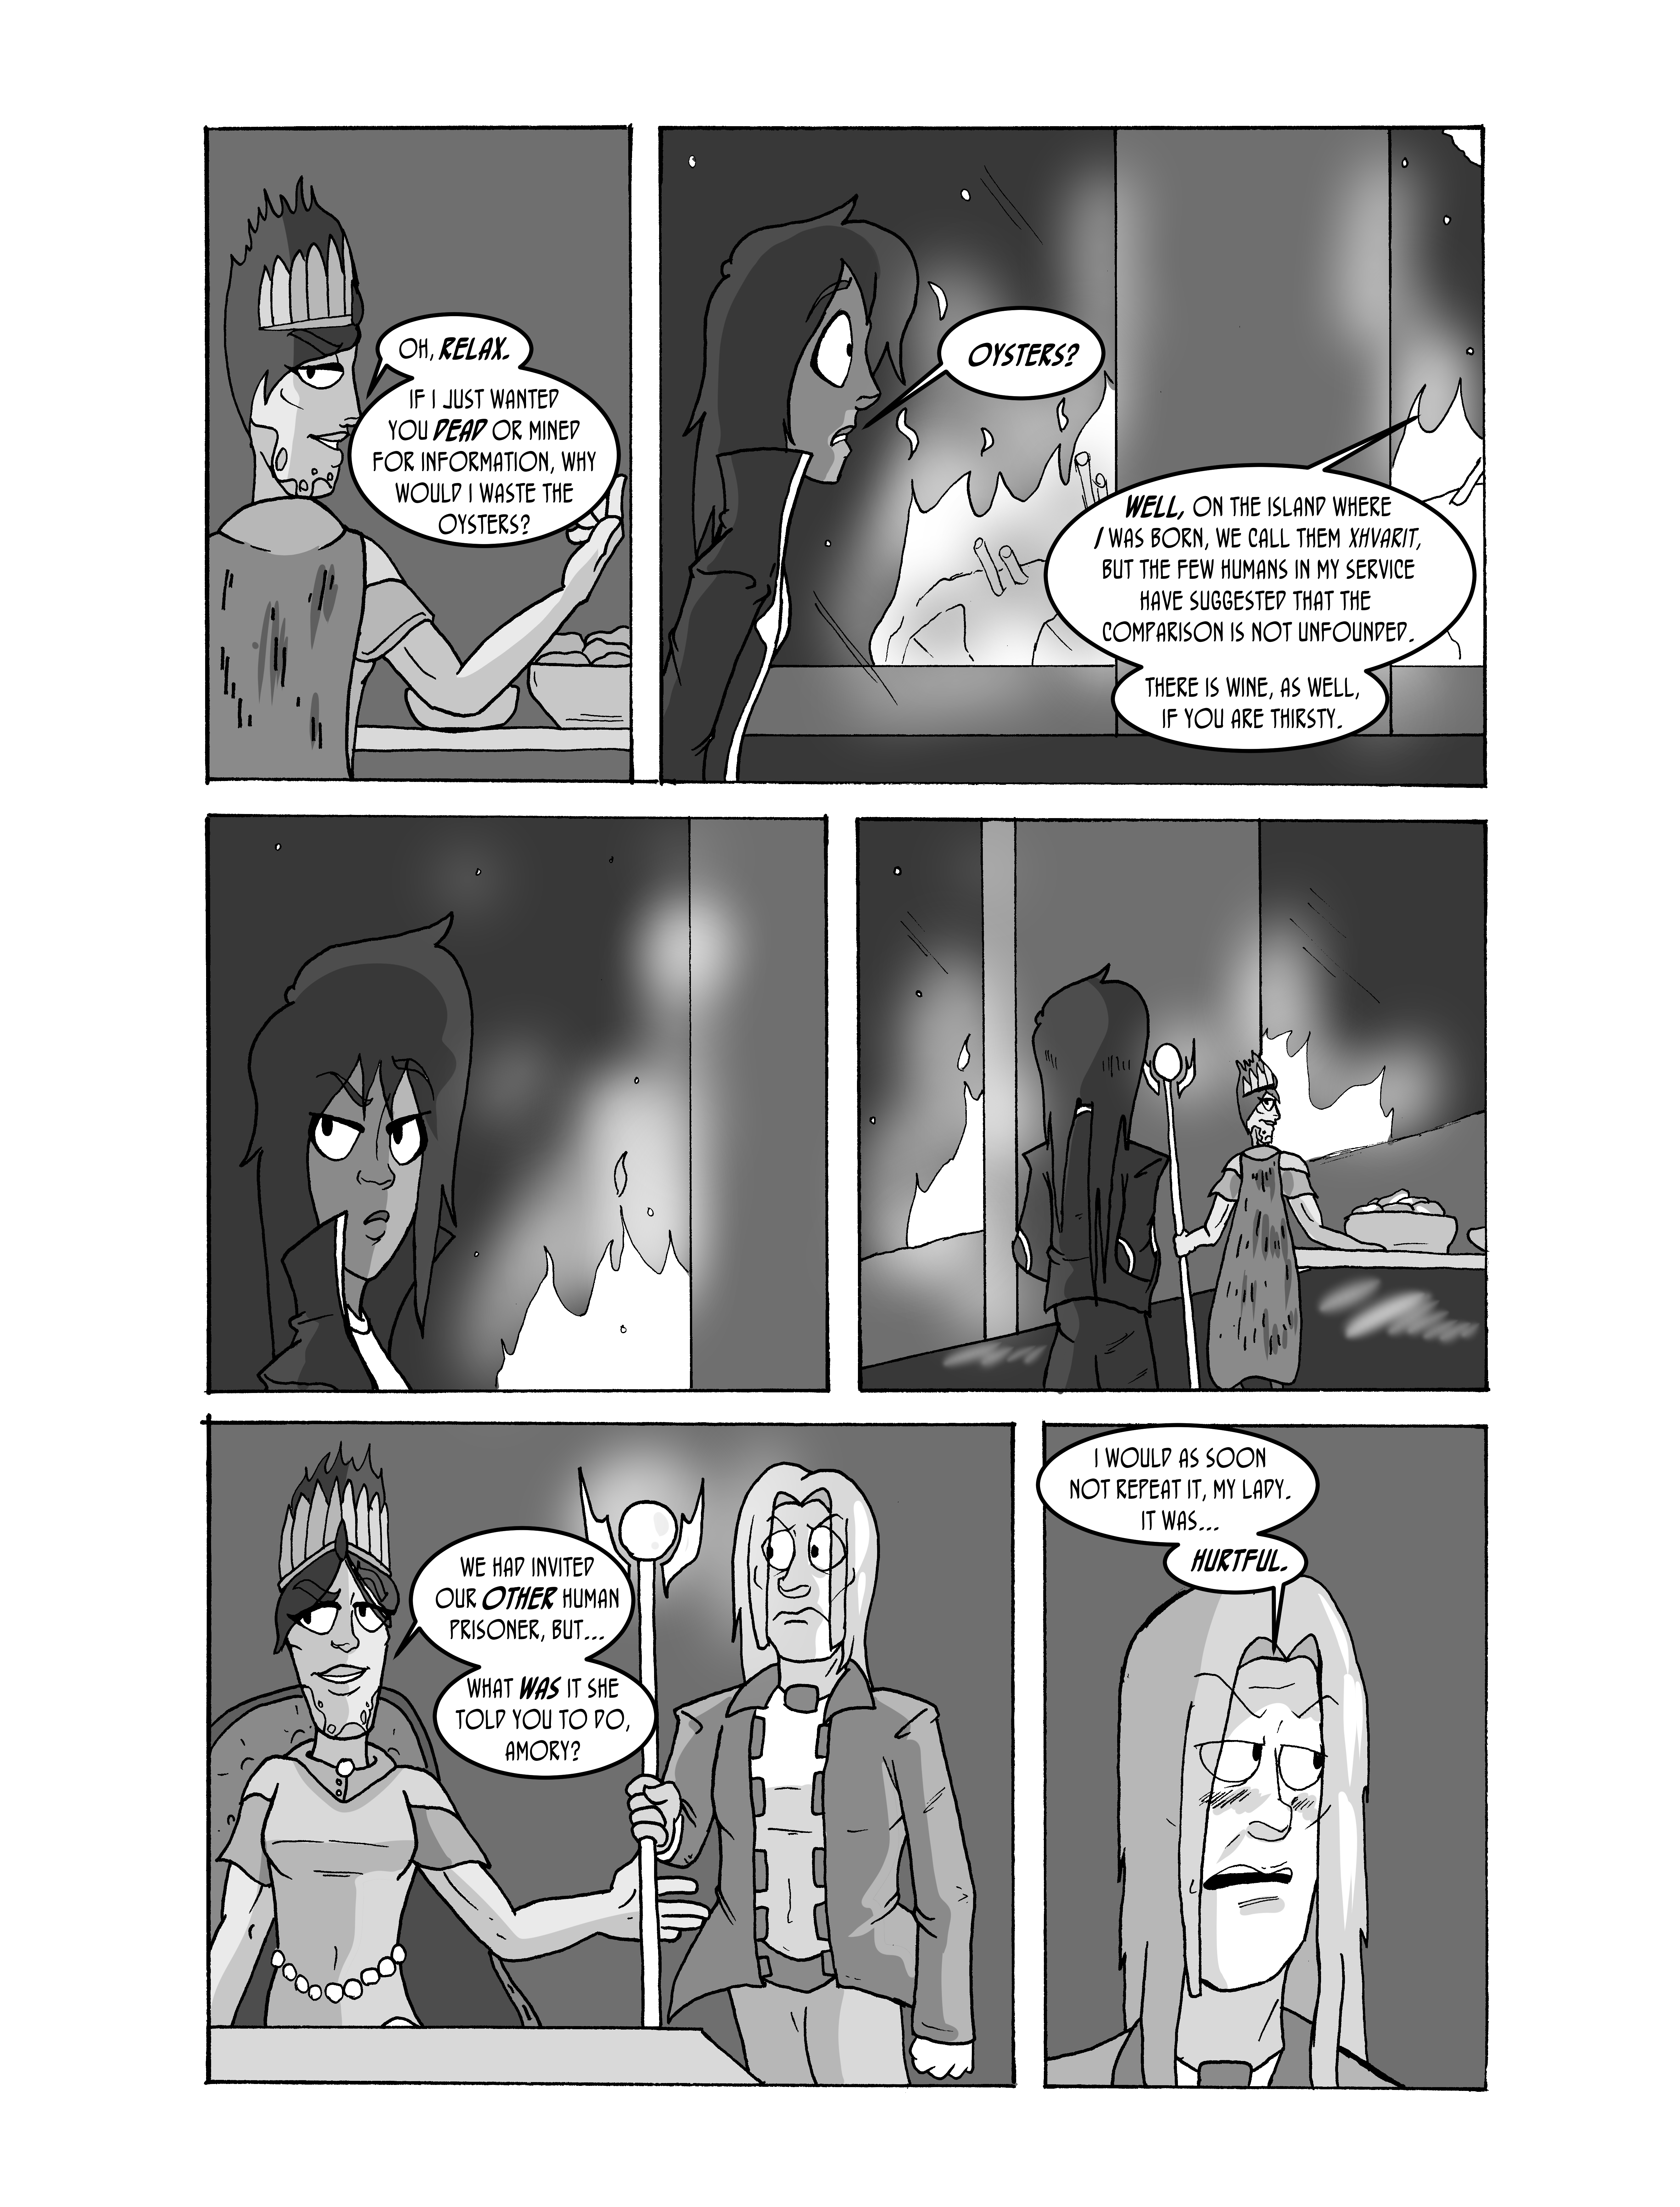 OH, RELAX.
IF I JUST WANTED
YOU DEAD OR MINED
FOR INFORMATION, WHY
WOULD I WASTE THE
OYSTERS?
OYSTERS?
WELL, ON THE ISLAND WHERE
I WAS BORN, WE CALL THEM XHVARIT,
BUT THE FEW HUMANS IN MY SERVICE
HAVE SUGGESTED THAT THE
COMPARISON IS NOT UNFOUNDED.
THERE IS WINE, AS WELL,
IF YOU ARE THIRSTY.
WE HAD INVITED
OUR OTHER HUMAN
PRISONER, BUT...
WHAT WAS IT SHE
TOLD YOU TO DO,
AMORY?
I WOULD AS SOON
NOT REPEAT IT, MY LADY.
IT WAS...
HURTFUL.